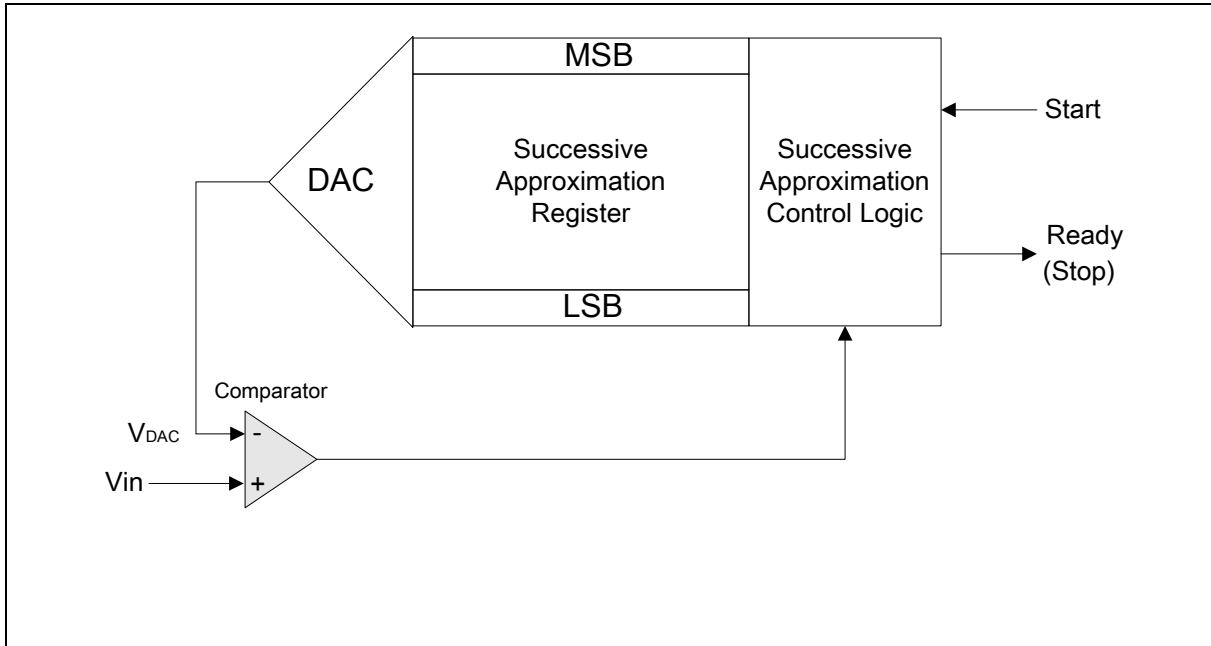 MSB
Start
DAC
Successive
Approximation
Register
Successive
Approximation
Control Logic
Ready
(Stop)
LSB
Comparator
VDAC
-
Vin
+